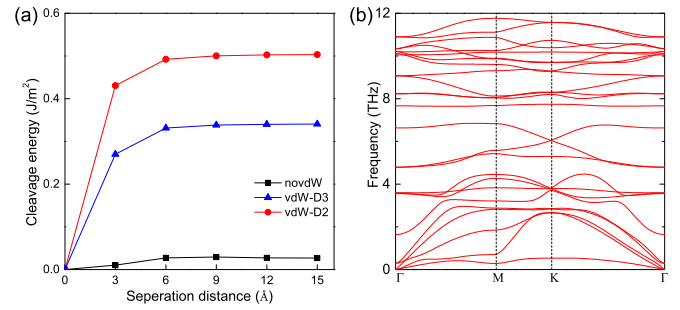 (a)
Cleavage energy (J/m²)
0.6
0.4
0.2
0.0
novdW
vdW-D3
vdW-D2
0 3 6 9 12 15
Seperation distance (Å)
(b)
Frequency (THz)
12
8
4
0
Γ M K Γ